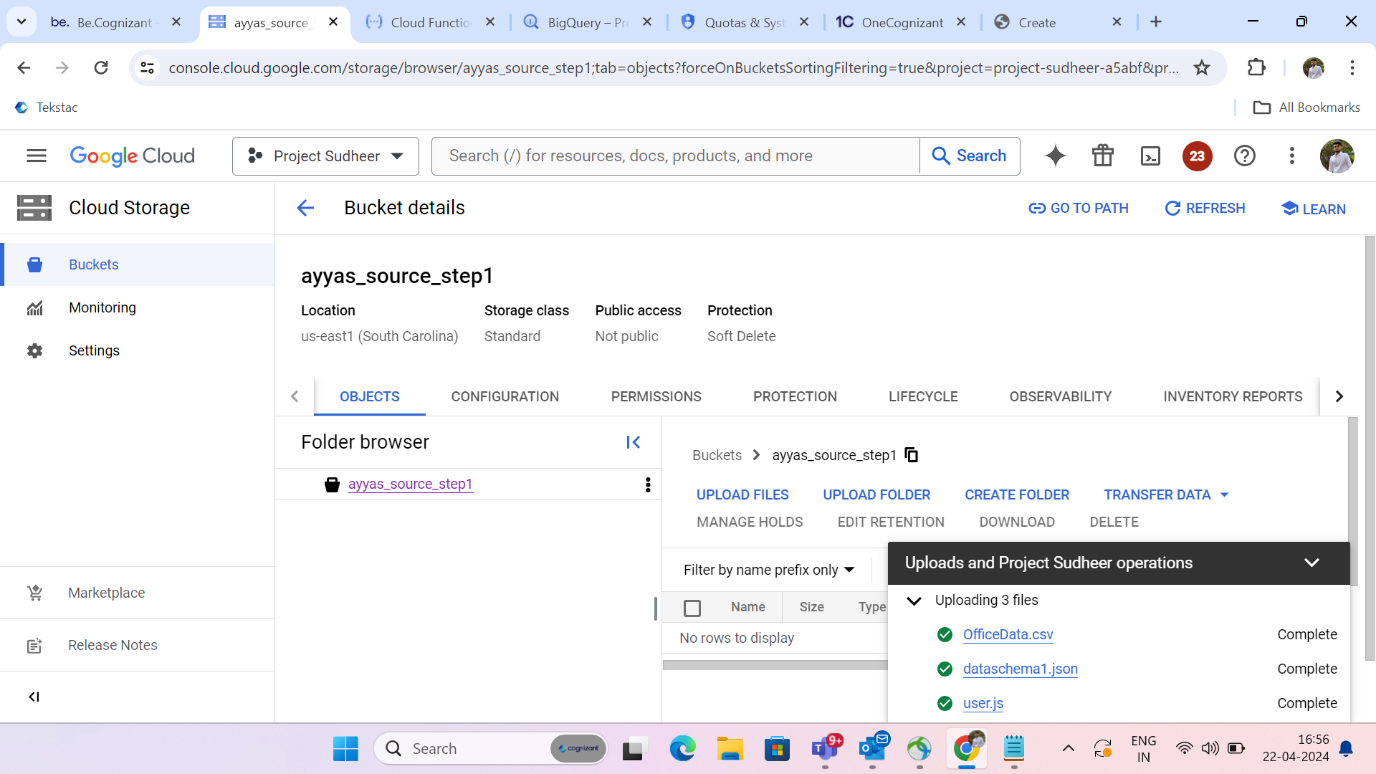 be. Be.Cognizant
ayyas_source_
Cloud Functio
BigQuery – Pr
Quotas & Syst
1C OneCognizant
Create
console.cloud.google.com/storage/browser/ayyas_source_step1;tab=objects?forceOnBucketsSortingFiltering=true&project=project-sudheer-a5abf&pr...
Tekstac
All Bookmarks
Google Cloud
Project Sudheer
Search (/) for resources, docs, products, and more
Search
23
Cloud Storage
Bucket details
GO TO PATH
REFRESH
LEARN
Buckets
Monitoring
Settings
Marketplace
Release Notes
ayyas_source_step1
Location Storage class Public access Protection
us-east1 (South Carolina) Standard Not public Soft Delete
OBJECTS CONFIGURATION PERMISSIONS PROTECTION LIFECYCLE OBSERVABILITY INVENTORY REPORTS
Folder browser
ayyas_source_step1
Buckets > ayyas_source_step1
UPLOAD FILES UPLOAD FOLDER CREATE FOLDER TRANSFER DATA
MANAGE HOLDS EDIT RETENTION DOWNLOAD DELETE
Filter by name prefix only
Name Size Type
No rows to display
Uploads and Project Sudheer operations
Uploading 3 files
OfficeData.csv Complete
dataschema1.json Complete
user.js Complete
Search
cognizant
9+
ENG
IN
16:56
22-04-2024